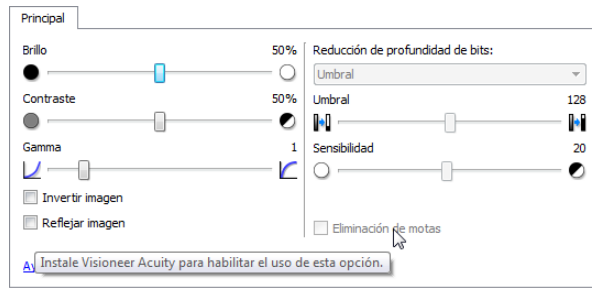 Principal
Brillo 50%
Contraste 50%
Gamma 1
Invertir imagen
Reflejar imagen
Reducción de profundidad de bits:
Umbral
Umbral 128
Sensibilidad 20
Eliminación de motas
Instale Visioneer Acuity para habilitar el uso de esta opción.